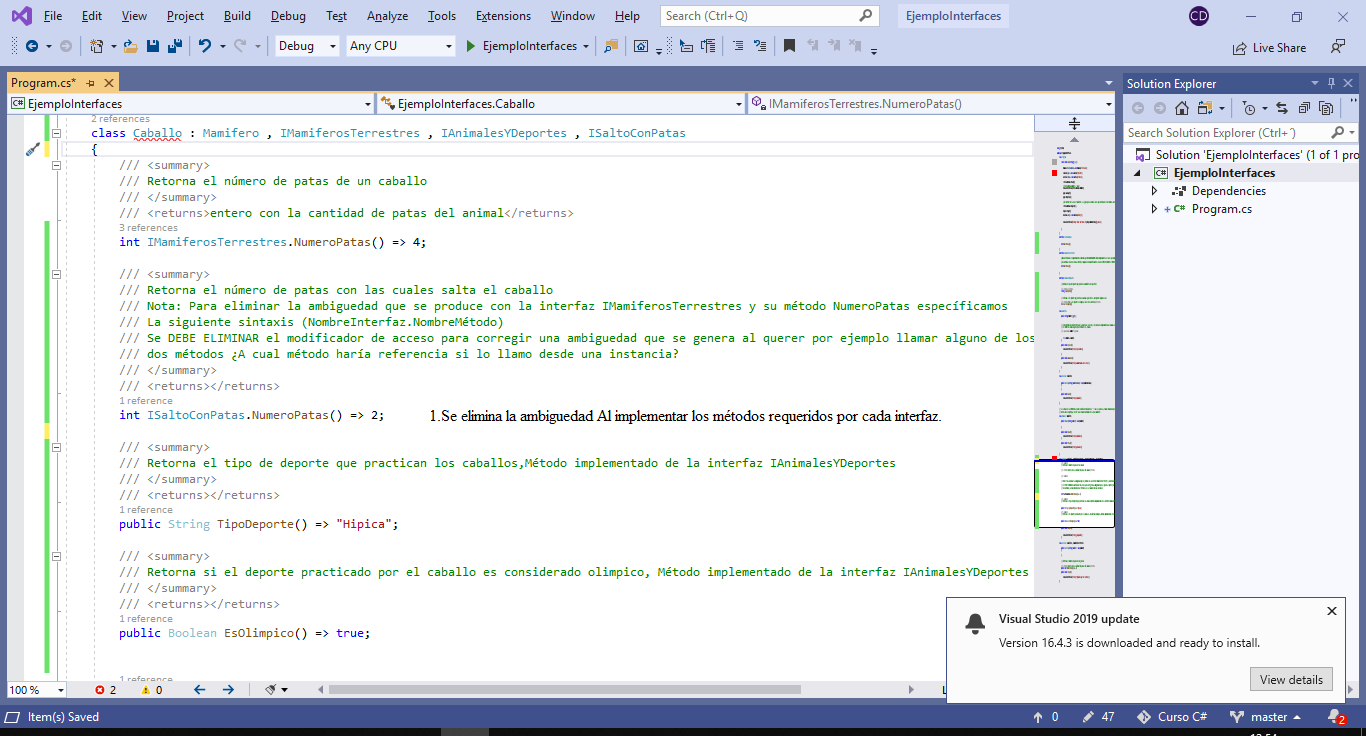 File Edit View Project Build Debug Test Analyze Tools Extensions Window Help Search (Ctrl+Q) EjemploInterfaces CD
Debug Any CPU EjemploInterfaces Live Share
Program.cs*
EjemploInterfaces EjemploInterfaces.Caballo IMamiferosTerrestres.NumeroPatas()
2 references
class Caballo : Mamifero , IMamiferosTerrestres , IAnimalesYDeportes , ISaltoConPatas
{
/// <summary>
/// Retorna el número de patas de un caballo
/// </summary>
/// <returns>entero con la cantidad de patas del animal</returns>
3 references
int IMamiferosTerrestres.NumeroPatas() => 4;
/// <summary>
/// Retorna el número de patas con las cuales salta el caballo
/// Nota: Para eliminar la ambiguedad que se produce con la interfaz IMamiferosTerrestres y su método NumeroPatas específicamos
/// La siguiente sintaxis (NombreInterfaz.NombreMétodo)
/// Se DEBE ELIMINAR el modificador de acceso para corregir una ambiguedad que se genera al querer por ejemplo llamar alguno de los
/// dos métodos ¿A cual método haría referencia si lo llamo desde una instancia?
/// </summary>
/// <returns></returns>
1 reference
int ISaltoConPatas.NumeroPatas() => 2; 1.Se elimina la ambiguedad Al implementar los métodos requeridos por cada interfaz.
/// <summary>
/// Retorna el tipo de deporte que practican los caballos,Método implementado de la interfaz IAnimalesYDeportes
/// </summary>
/// <returns></returns>
1 reference
public String TipoDeporte() => "Hipica";
/// <summary>
/// Retorna si el deporte practicado por el caballo es considerado olimpico, Método implementado de la interfaz IAnimalesYDeportes
/// </summary>
/// <returns></returns>
1 reference
public Boolean EsOlimpico() => true;
1 reference
100 % 2 0
Item(s) Saved 0 47 Curso C# master 2
Solution Explorer
Search Solution Explorer (Ctrl+´)
Solution 'EjemploInterfaces' (1 of 1 pro
C# EjemploInterfaces
Dependencies
C# Program.cs
Visual Studio 2019 update
Version 16.4.3 is downloaded and ready to install.
View details